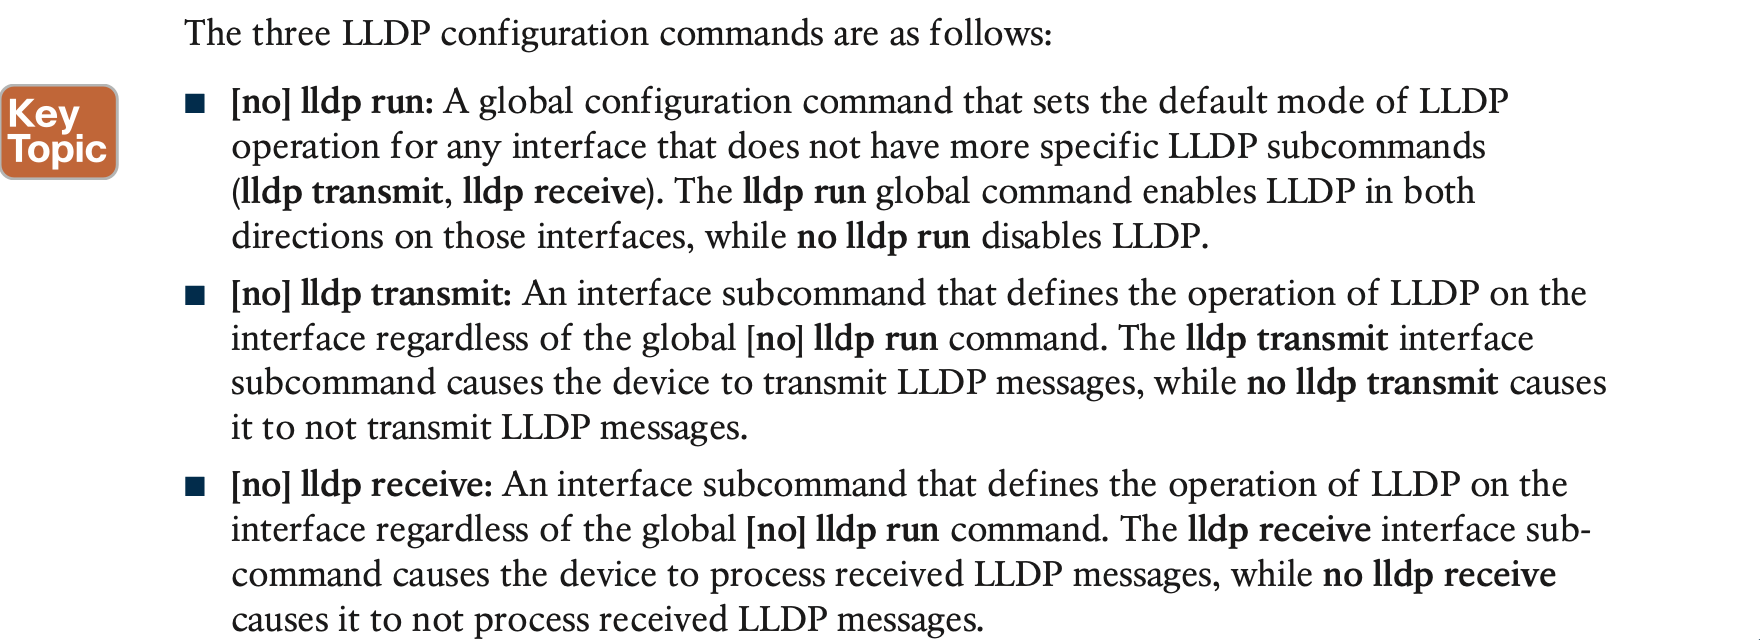 The three LLDP configuration commands are as follows:
Key
Topic
■ [no] lldp run: A global configuration command that sets the default mode of LLDP
operation for any interface that does not have more specific LLDP subcommands
(lldp transmit, lldp receive). The lldp run global command enables LLDP in both
directions on those interfaces, while no lldp run disables LLDP.
■ [no] lldp transmit: An interface subcommand that defines the operation of LLDP on the
interface regardless of the global [no] lldp run command. The lldp transmit interface
subcommand causes the device to transmit LLDP messages, while no lldp transmit causes
it to not transmit LLDP messages.
■ [no] lldp receive: An interface subcommand that defines the operation of LLDP on the
interface regardless of the global [no] lldp run command. The lldp receive interface sub-
command causes the device to process received LLDP messages, while no lldp receive
causes it to not process received LLDP messages.